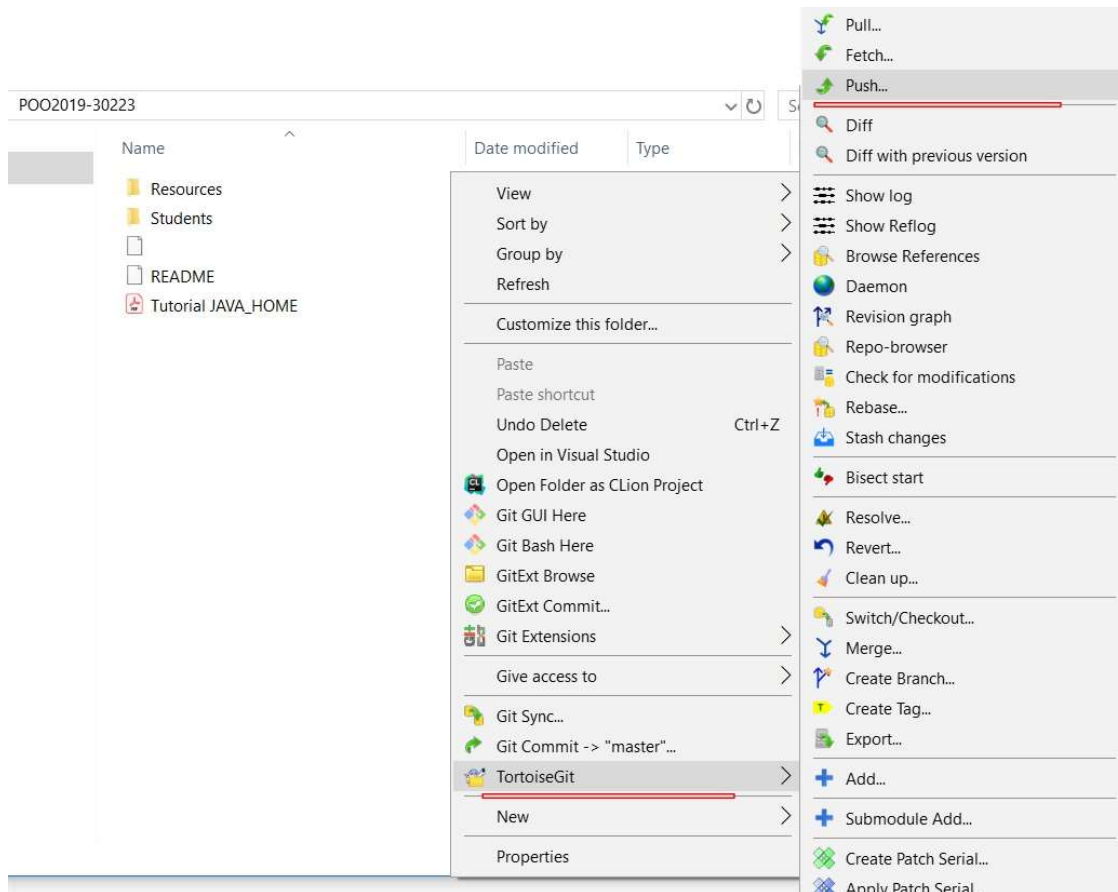 POO2019-30223
S
Name
Date modified
Type
Resources
Students
README
Tutorial JAVA_HOME
View
Sort by
Group by
Refresh
Customize this folder...
Paste
Paste shortcut
Undo Delete Ctrl+Z
Open in Visual Studio
CL
Open Folder as CLion Project
Git GUI Here
Git Bash Here
GitExt Browse
GitExt Commit...
Git Extensions
Give access to
Git Sync...
Git Commit -> "master"...
TortoiseGit
New
Properties
Pull...
Fetch...
Push...
Diff
Diff with previous version
Show log
Show Reflog
Browse References
Daemon
Revision graph
Repo-browser
Check for modifications
Rebase...
Stash changes
Bisect start
Resolve...
Revert...
Clean up...
Switch/Checkout...
Merge...
Create Branch...
T
Create Tag...
Export...
Add...
Submodule Add...
Create Patch Serial...
Apply Patch Serial